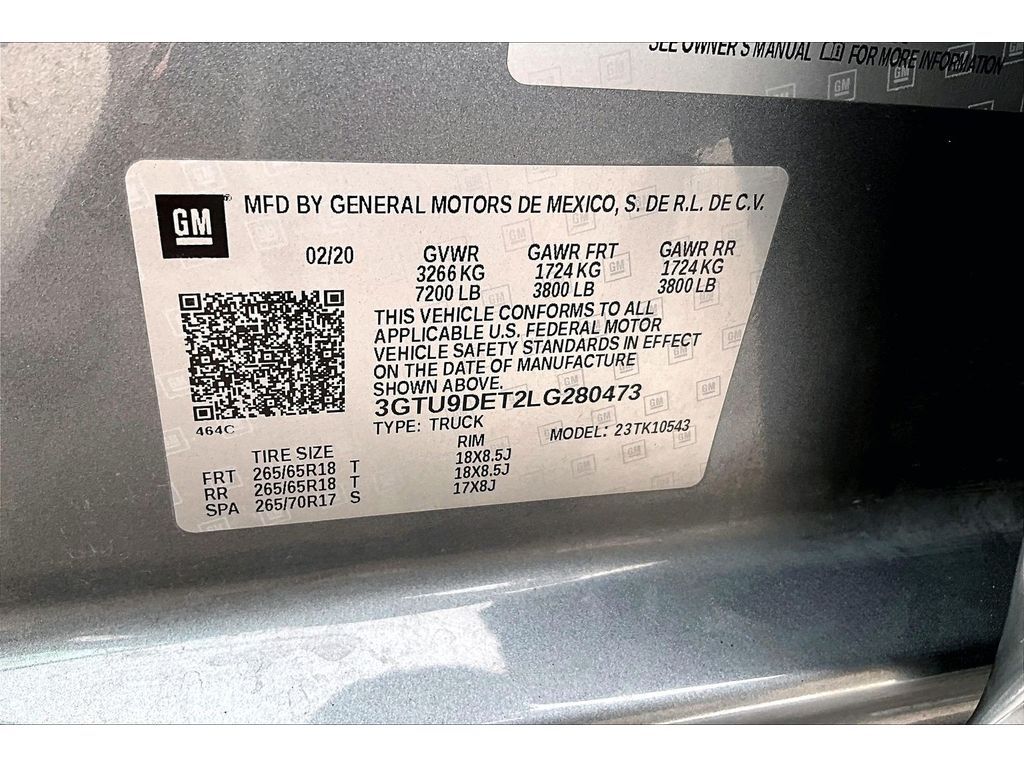 SEE OWNER'S MANUAL FOR MORE INFORMATION
GM
MFD BY GENERAL MOTORS DE MEXICO, S. DE R.L. DE C.V.
02/20 GVWR GAWR FRT GAWR RR
3266 KG 1724 KG 1724 KG
7200 LB 3800 LB 3800 LB
THIS VEHICLE CONFORMS TO ALL
APPLICABLE U.S. FEDERAL MOTOR
VEHICLE SAFETY STANDARDS IN EFFECT
ON THE DATE OF MANUFACTURE
SHOWN ABOVE.
3GTU9DET2LG280473
464C
TYPE: TRUCK MODEL: 23TK10543
TIRE SIZE RIM
FRT 265/65R18 T 18X8.5J
RR 265/65R18 T 18X8.5J
SPA 265/70R17 S 17X8J